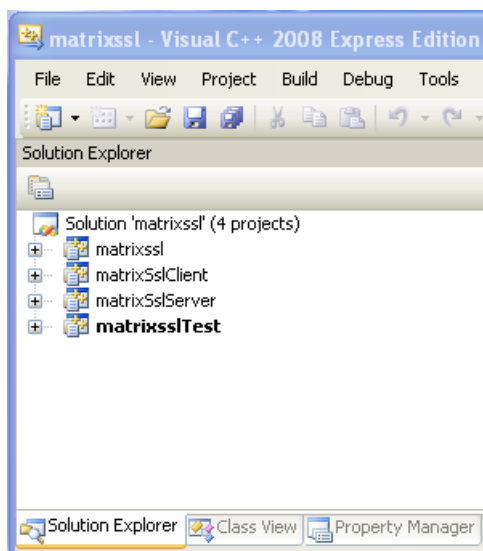 matrixssl - Visual C++ 2008 Express Edition
File Edit View Project Build Debug Tools
Solution Explorer
Solution 'matrixssl' (4 projects)
matrixssl
matrixSslClient
matrixSslServer
matrixsslTest
Solution Explorer Class View Property Manager